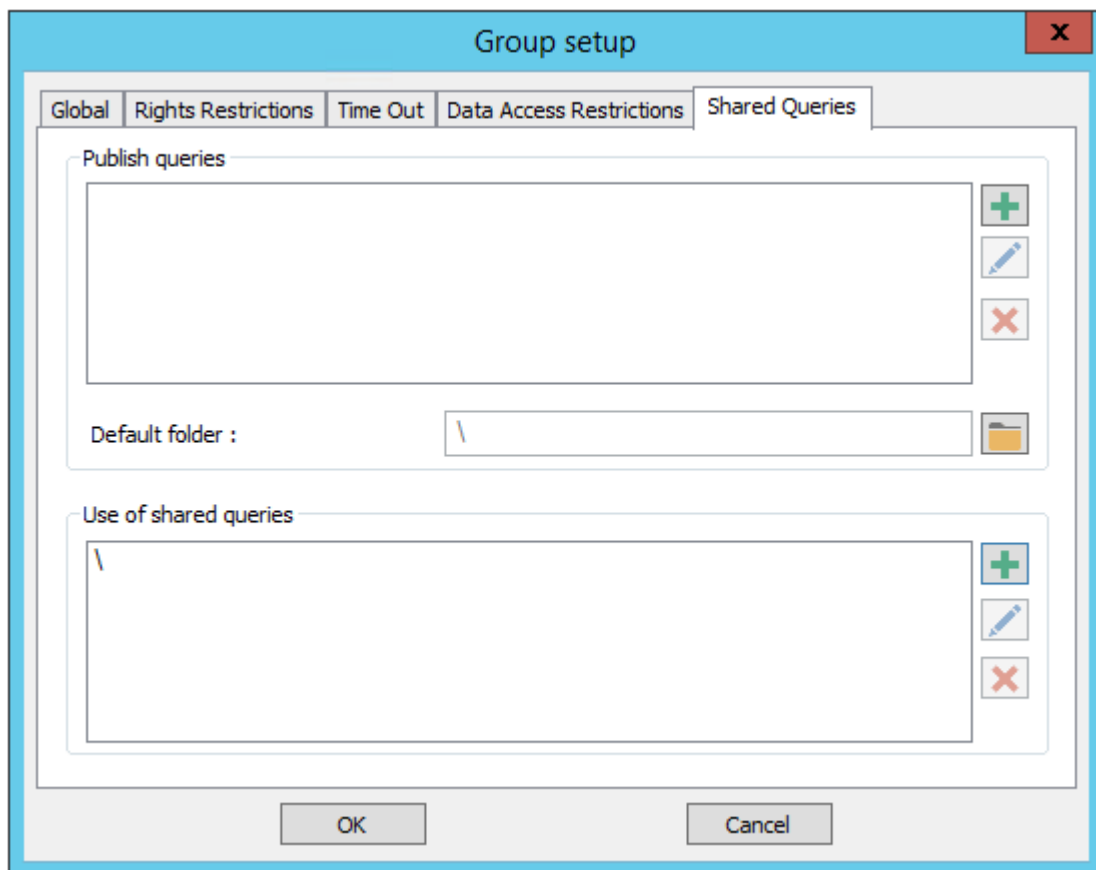 Group setup
x
Global Rights Restrictions Time Out Data Access Restrictions Shared Queries
Publish queries
Default folder : \
Use of shared queries
\
OK Cancel